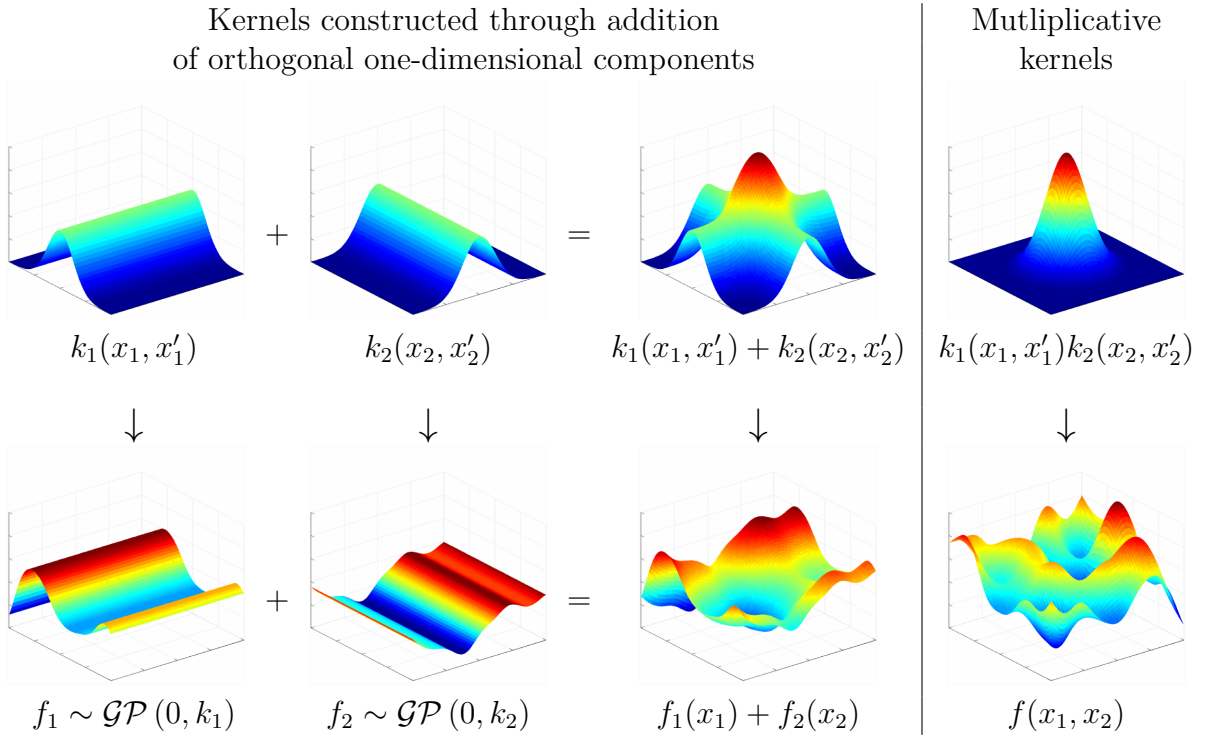 Kernels constructed through addition
of orthogonal one-dimensional components
Mutliplicative
kernels
+
=
k₁(x₁, x′₁)
k₂(x₂, x′₂)
k₁(x₁, x′₁) + k₂(x₂, x′₂)
k₁(x₁, x′₁)k₂(x₂, x′₂)
↓ ↓ ↓ ↓
+
=
f₁ ∼ 𝒢𝒫 (0, k₁)
f₂ ∼ 𝒢𝒫 (0, k₂)
f₁(x₁) + f₂(x₂)
f(x₁, x₂)